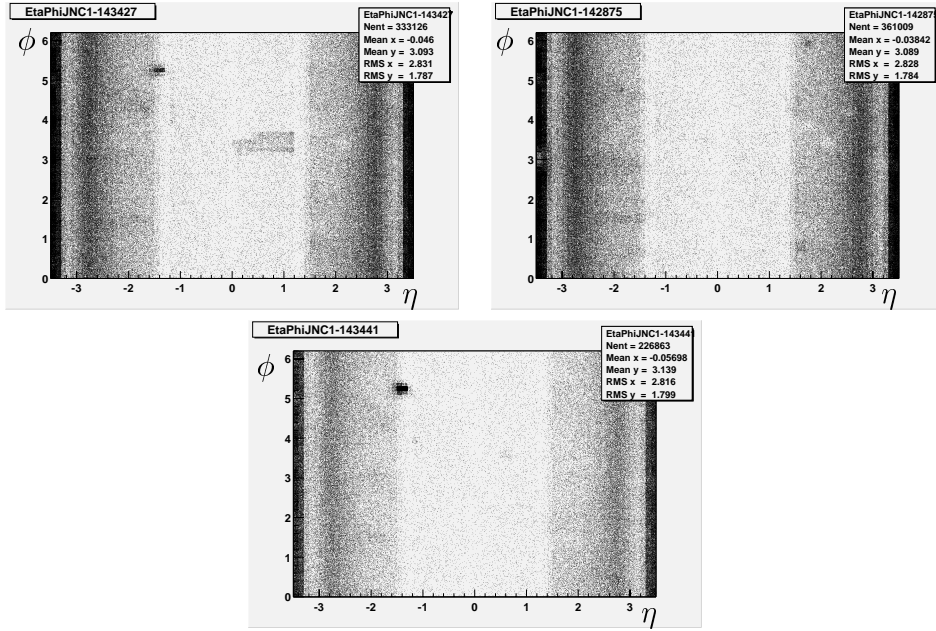 EtaPhiJNC1-143427
EtaPhiJNC1-143427
Nent = 333126
Mean x = -0.046
Mean y = 3.093
RMS x = 2.831
RMS y = 1.787
ϕ
6
5
4
3
2
1
0
-3 -2 -1 0 1 2 3
η
EtaPhiJNC1-142875
EtaPhiJNC1-142875
Nent = 361009
Mean x = -0.03842
Mean y = 3.089
RMS x = 2.828
RMS y = 1.784
ϕ
6
5
4
3
2
1
0
-3 -2 -1 0 1 2 3
η
EtaPhiJNC1-143441
EtaPhiJNC1-143441
Nent = 226863
Mean x = -0.05698
Mean y = 3.139
RMS x = 2.816
RMS y = 1.799
ϕ
6
5
4
3
2
1
0
-3 -2 -1 0 1 2 3
η